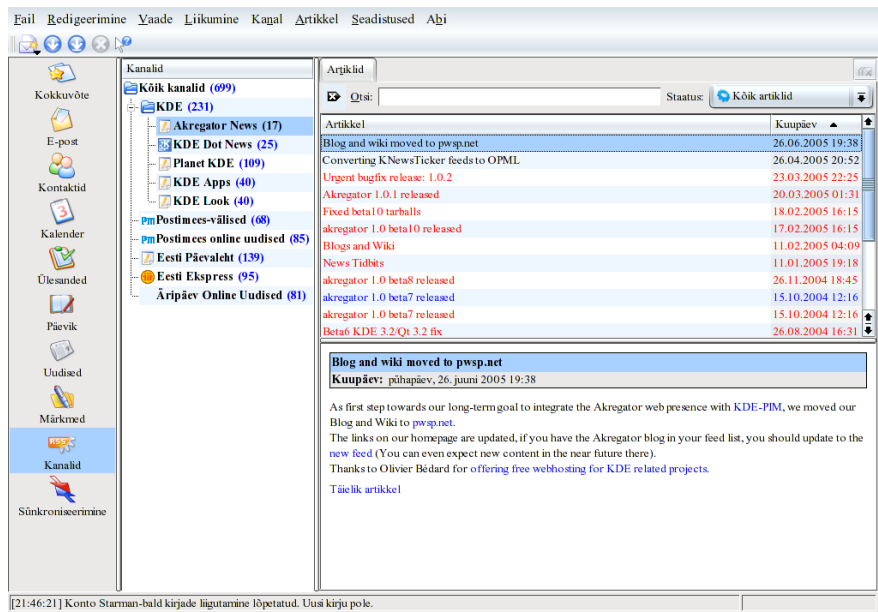 Fail Redigeerimine Vaade Liikumine Kanal Artikkel Seadistused Abi
Kokkuvõte
E-post
Kontaktid
Kalender
Ülesanded
Päevik
Uudised
Märkmed
RSS
Kanalid
Sünkroniseerimine
Kanalid
Kõik kanalid (699)
KDE (231)
Akregator News (17)
KDE Dot News (25)
Planet KDE (109)
KDE Apps (40)
KDE Look (40)
pm Postimees-välised (68)
pm Postimees online uudised (85)
Eesti Päevaleht (139)
Eesti Ekspress (95)
Äripäev Online Uudised (81)
Artiklid
Otsi: Staatus: Kõik artiklid
Artikkel Kuupäev
Blog and wiki moved to pwsp.net 26.06.2005 19:38
Converting KNewsTicker feeds to OPML 26.04.2005 20:52
Urgent bugfix release: 1.0.2 23.03.2005 22:25
Akregator 1.0.1 released 20.03.2005 01:31
Fixed beta10 tarballs 18.02.2005 16:15
akregator 1.0 beta10 released 17.02.2005 16:15
Blogs and Wiki 11.02.2005 04:09
News Tidbits 11.01.2005 19:18
akregator 1.0 beta8 released 26.11.2004 18:45
akregator 1.0 beta7 released 15.10.2004 12:16
akregator 1.0 beta7 released 15.10.2004 12:16
Beta6 KDE 3.2/Qt 3.2 fix 26.08.2004 16:31
Blog and wiki moved to pwsp.net
Kuupäev: pühapäev, 26. juuni 2005 19:38
As first step towards our long-term goal to integrate the Akregator web presence with KDE-PIM, we moved our
Blog and Wiki to pwsp.net.
The links on our homepage are updated, if you have the Akregator blog in your feed list, you should update to the
new feed (You can even expect new content in the near future there).
Thanks to Olivier Bédard for offering free webhosting for KDE related projects.
Täielik artikkel
[21:46:21] Konto Starman-bald kirjade liigutamine lõpetatud. Uusi kirju pole.